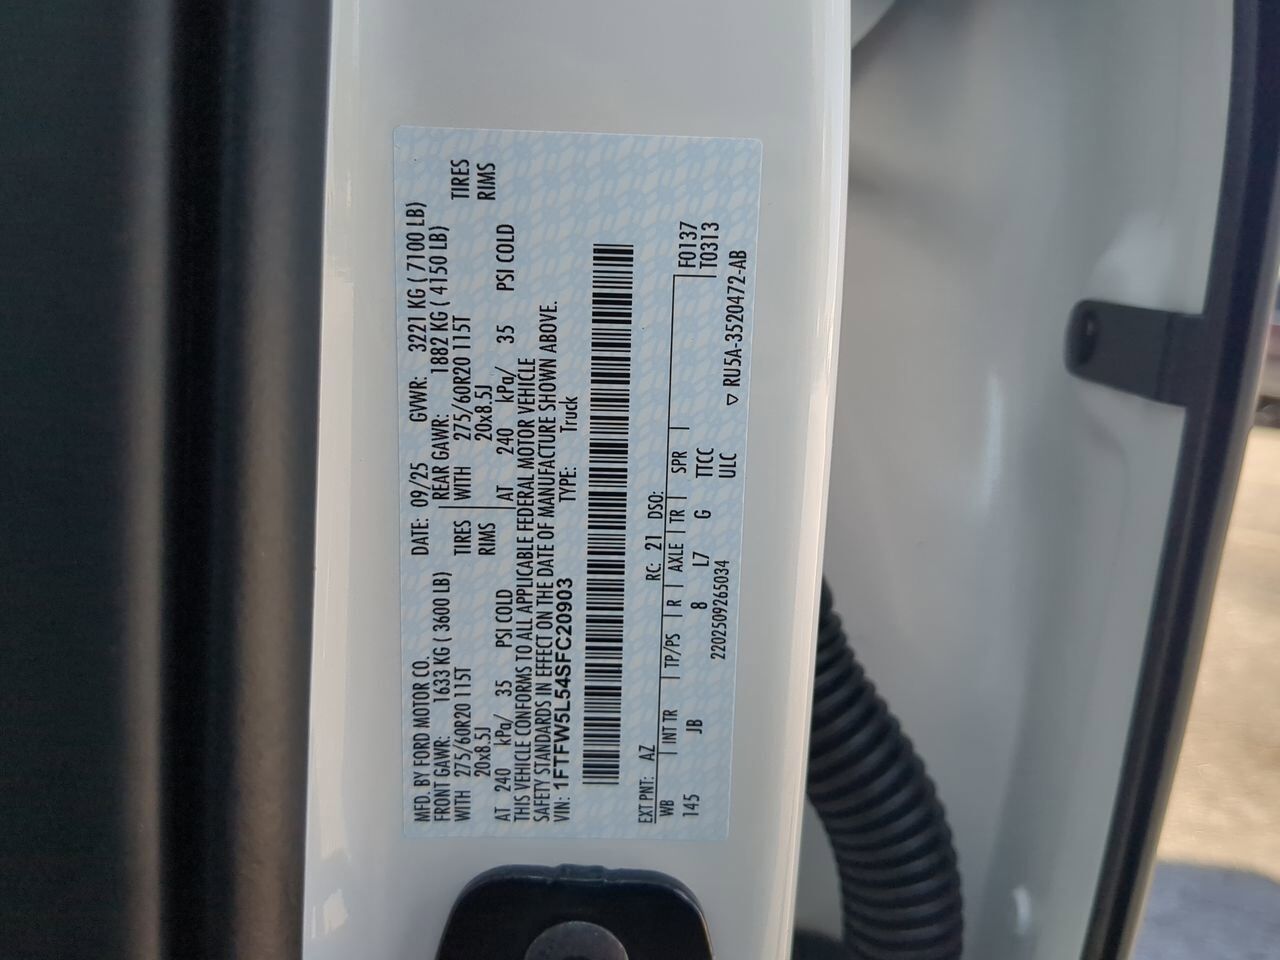 MFD. BY FORD MOTOR CO. DATE: 09/25 GVWR: 3221 KG ( 7100 LB)
FRONT GAWR: 1633 KG ( 3600 LB) REAR GAWR: 1882 KG ( 4150 LB)
WITH 275/60R20 115T TIRES WITH 275/60R20 115T TIRES
20x8.5J RIMS 20x8.5J RIMS
AT 240 kPa/ 35 PSI COLD AT 240 kPa/ 35 PSI COLD
THIS VEHICLE CONFORMS TO ALL APPLICABLE FEDERAL MOTOR VEHICLE
SAFETY STANDARDS IN EFFECT ON THE DATE OF MANUFACTURE SHOWN ABOVE.
VIN: 1FTFW5L54SFC20903 TYPE: Truck
EXT PNT: AZ RC: 21 DSO:
WB INT TR TP/PS R AXLE TR SPR F0137
145 JB 8 L7 G TTCC T0313
2202509265034 ULC ▽ RU5A-3520472-AB